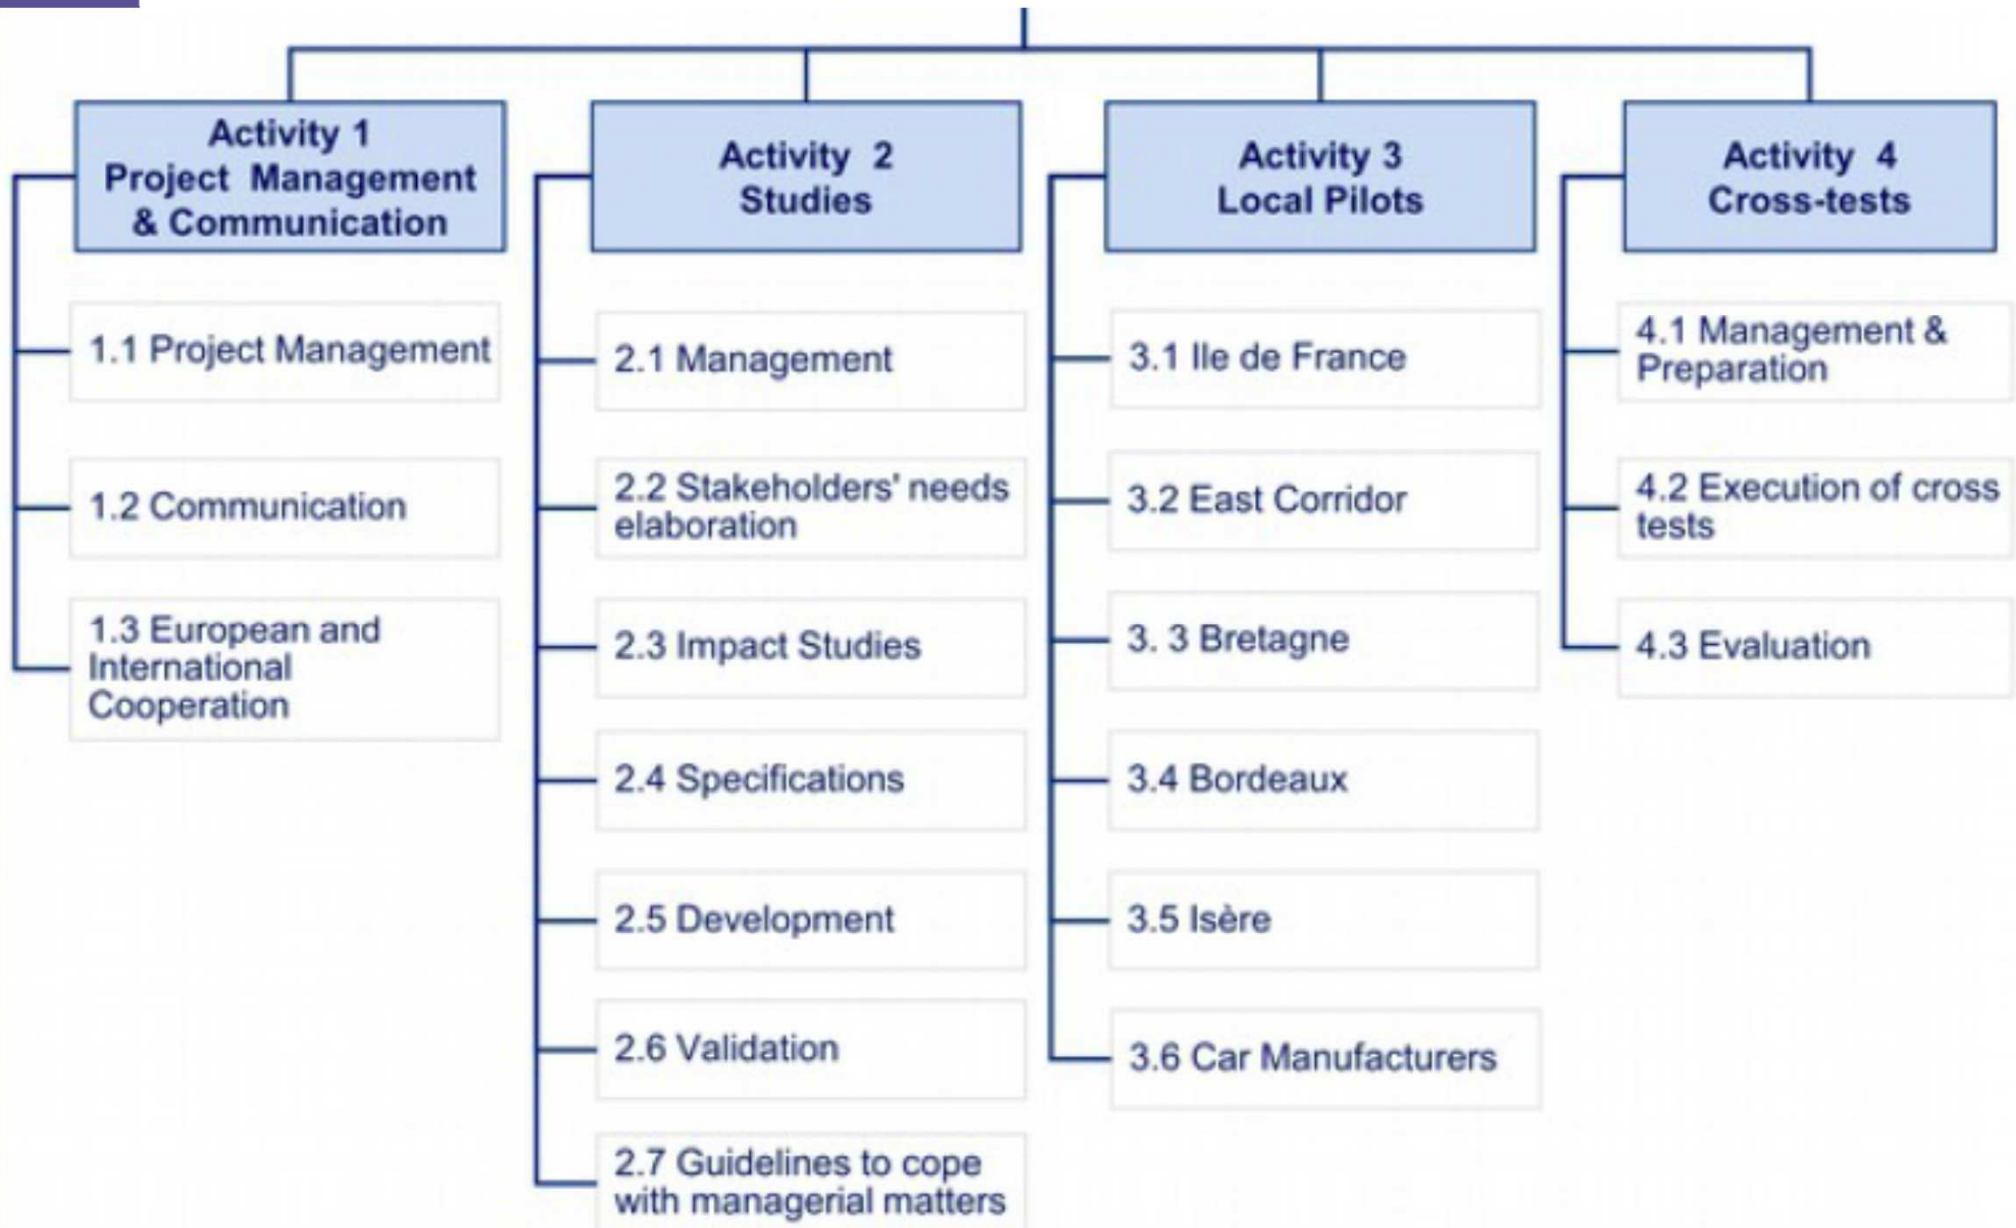 Activity 1
Project Management
& Communication
1.1 Project Management
1.2 Communication
1.3 European and
International
Cooperation
Activity 2
Studies
2.1 Management
2.2 Stakeholders' needs
elaboration
2.3 Impact Studies
2.4 Specifications
2.5 Development
2.6 Validation
2.7 Guidelines to cope
with managerial matters
Activity 3
Local Pilots
3.1 Ile de France
3.2 East Corridor
3. 3 Bretagne
3.4 Bordeaux
3.5 Isère
3.6 Car Manufacturers
Activity 4
Cross-tests
4.1 Management &
Preparation
4.2 Execution of cross
tests
4.3 Evaluation